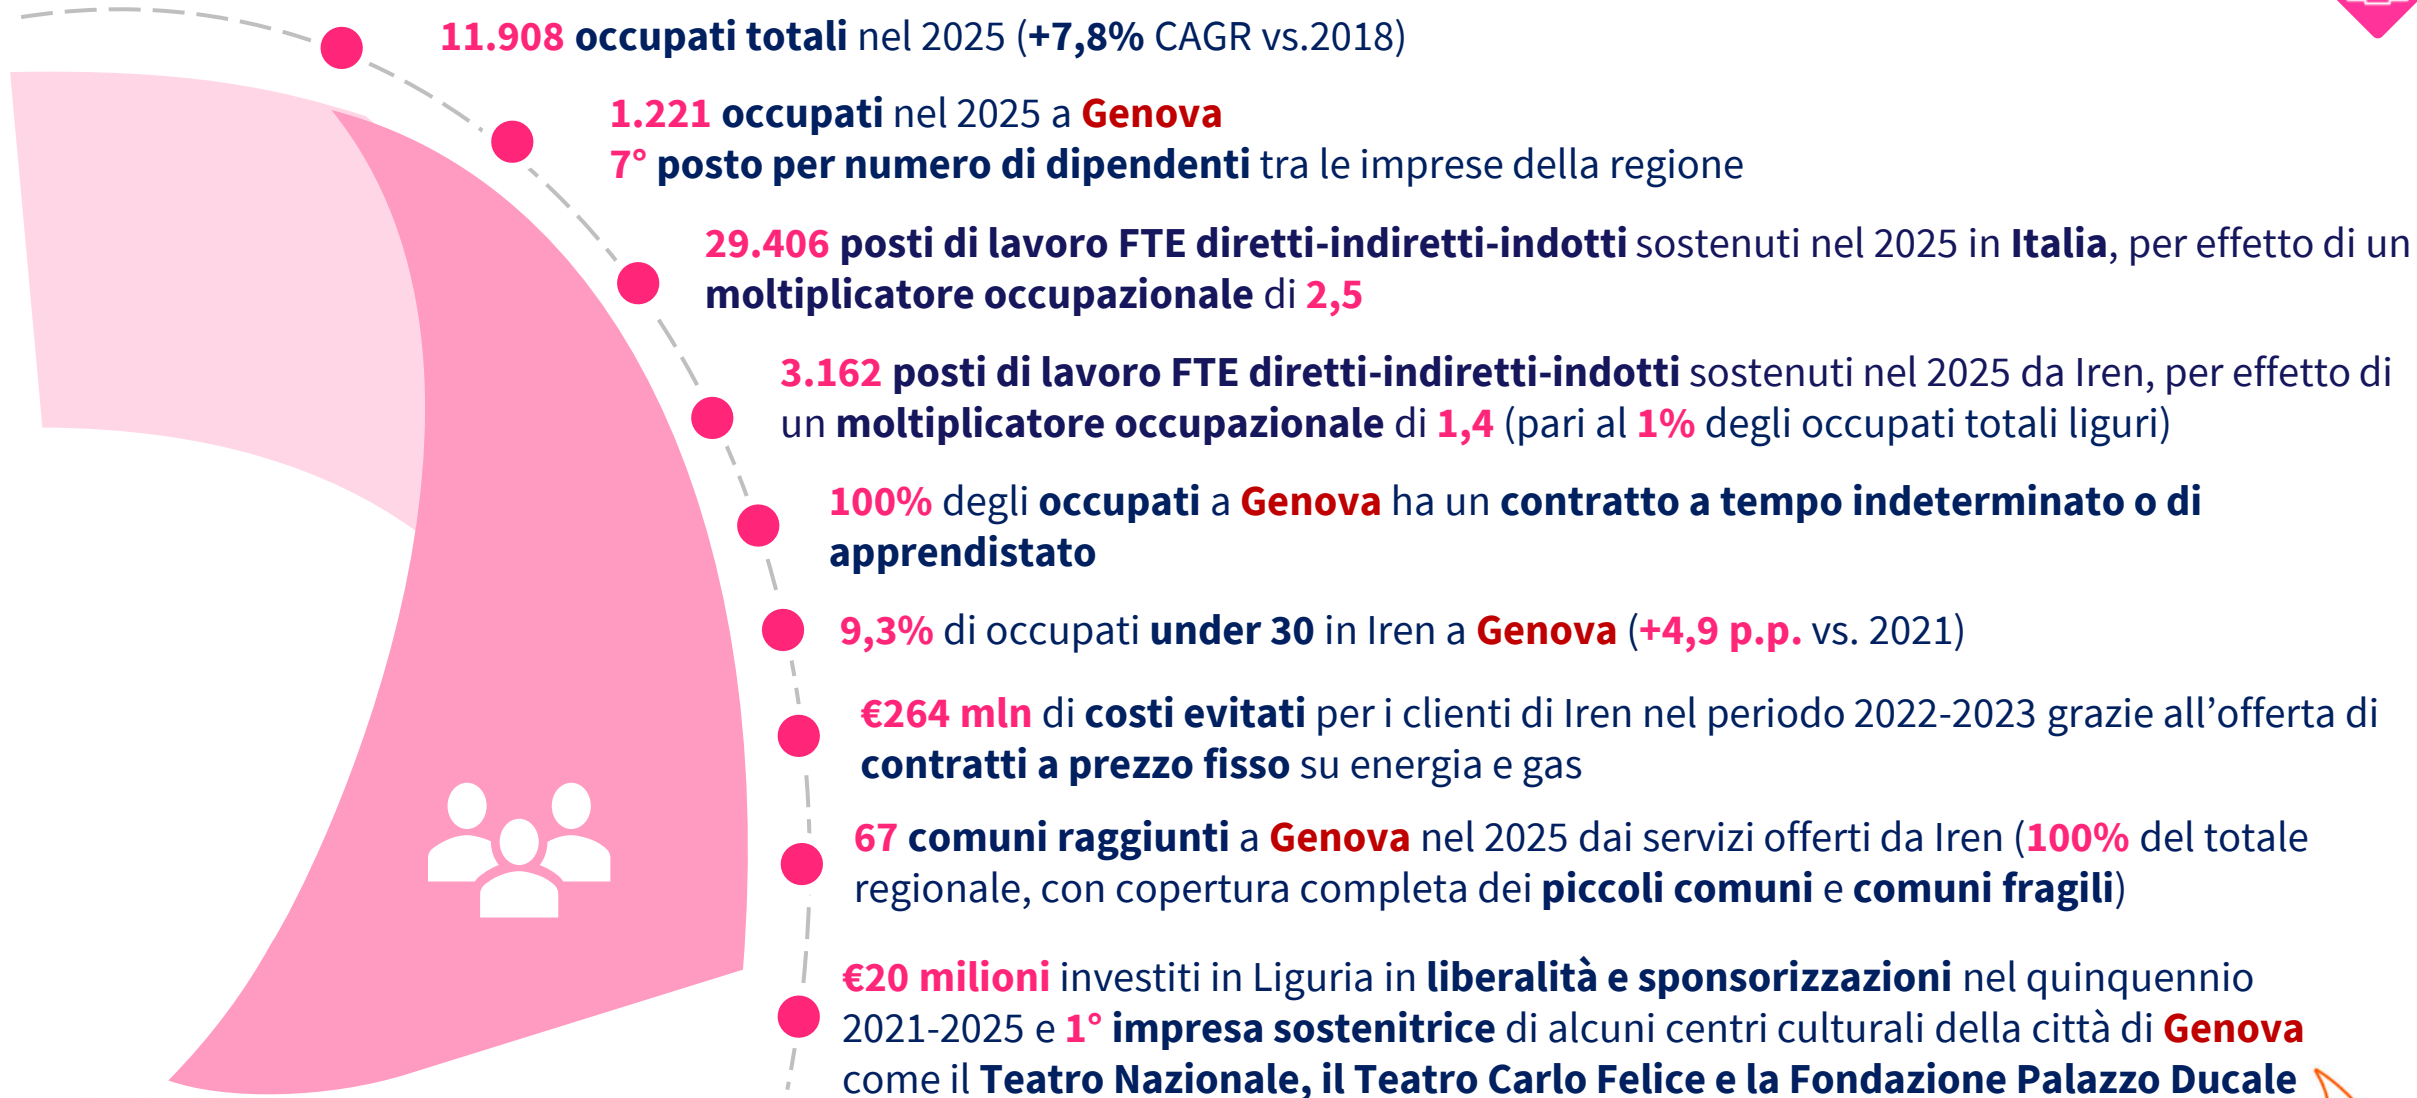 11.908 occupati totali nel 2025 (+7,8% CAGR vs.2018)
1.221 occupati nel 2025 a Genova
7° posto per numero di dipendenti tra le imprese della regione
29.406 posti di lavoro FTE diretti-indiretti-indotti sostenuti nel 2025 in Italia, per effetto di un
moltiplicatore occupazionale di 2,5
3.162 posti di lavoro FTE diretti-indiretti-indotti sostenuti nel 2025 da Iren, per effetto di
un moltiplicatore occupazionale di 1,4 (pari al 1% degli occupati totali liguri)
100% degli occupati a Genova ha un contratto a tempo indeterminato o di
apprendistato
9,3% di occupati under 30 in Iren a Genova (+4,9 p.p. vs. 2021)
€264 mln di costi evitati per i clienti di Iren nel periodo 2022-2023 grazie all’offerta di
contratti a prezzo fisso su energia e gas
67 comuni raggiunti a Genova nel 2025 dai servizi offerti da Iren (100% del totale
regionale, con copertura completa dei piccoli comuni e comuni fragili)
€20 milioni investiti in Liguria in liberalità e sponsorizzazioni nel quinquennio
2021-2025 e 1° impresa sostenitrice di alcuni centri culturali della città di Genova
come il Teatro Nazionale, il Teatro Carlo Felice e la Fondazione Palazzo Ducale